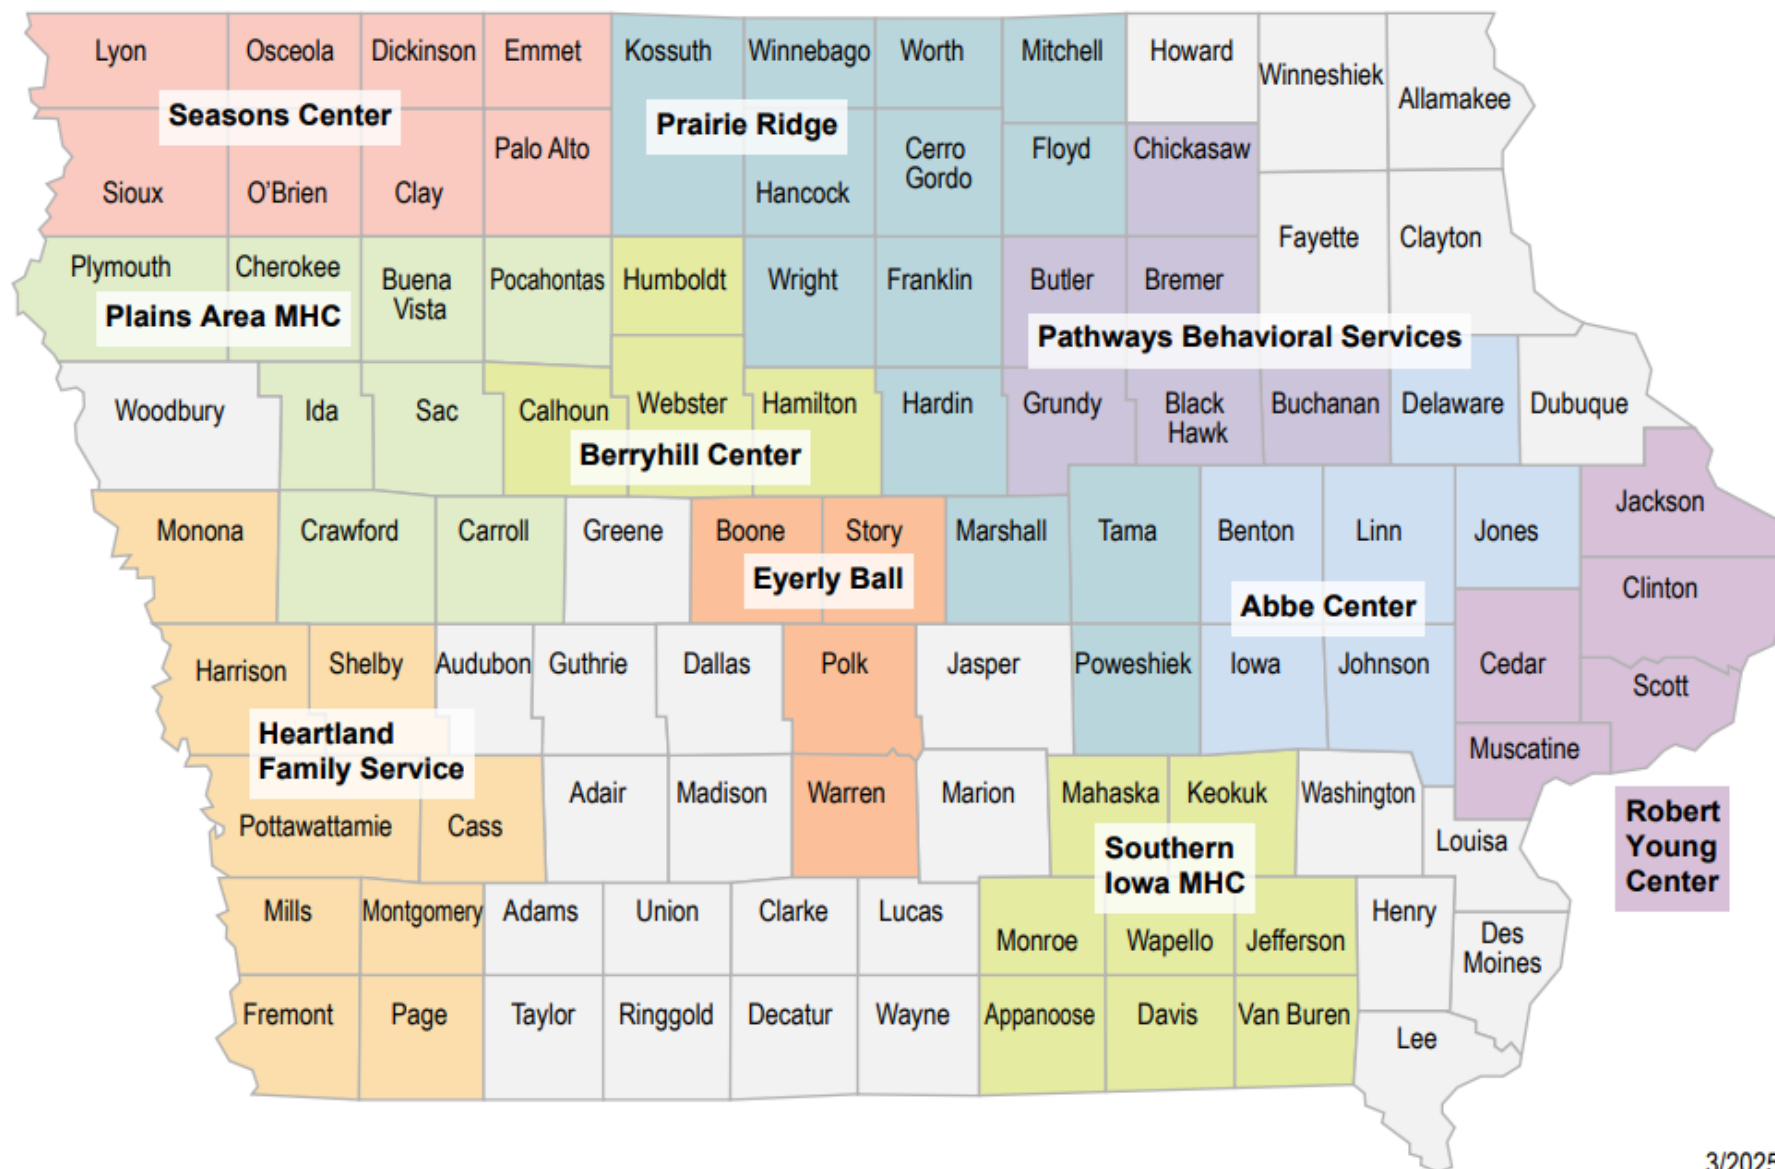 Lyon
Osceola
Dickinson
Emmet
Kossuth
Winnebago
Worth
Mitchell
Howard
Winneshiek
Allamakee
Seasons Center
Prairie Ridge
Sioux
O'Brien
Clay
Palo Alto
Hancock
Cerro
Gordo
Floyd
Chickasaw
Fayette
Clayton
Plymouth
Cherokee
Buena
Vista
Pocahontas
Humboldt
Wright
Franklin
Butler
Bremer
Plains Area MHC
Pathways Behavioral Services
Woodbury
Ida
Sac
Calhoun
Webster
Hamilton
Hardin
Grundy
Black
Hawk
Buchanan
Delaware
Dubuque
Berryhill Center
Monona
Crawford
Carroll
Greene
Boone
Story
Marshall
Tama
Benton
Linn
Jones
Jackson
Eyerly Ball
Abbe Center
Clinton
Harrison
Shelby
Audubon
Guthrie
Dallas
Polk
Jasper
Poweshiek
Iowa
Johnson
Cedar
Scott
Heartland
Family Service
Muscatine
Pottawattamie
Cass
Adair
Madison
Warren
Marion
Mahaska
Keokuk
Washington
Louisa
Southern
Iowa MHC
Robert
Young
Center
Mills
Montgomery
Adams
Union
Clarke
Lucas
Monroe
Wapello
Jefferson
Henry
Des
Moines
Fremont
Page
Taylor
Ringgold
Decatur
Wayne
Appanoose
Davis
Van Buren
Lee
3/2025